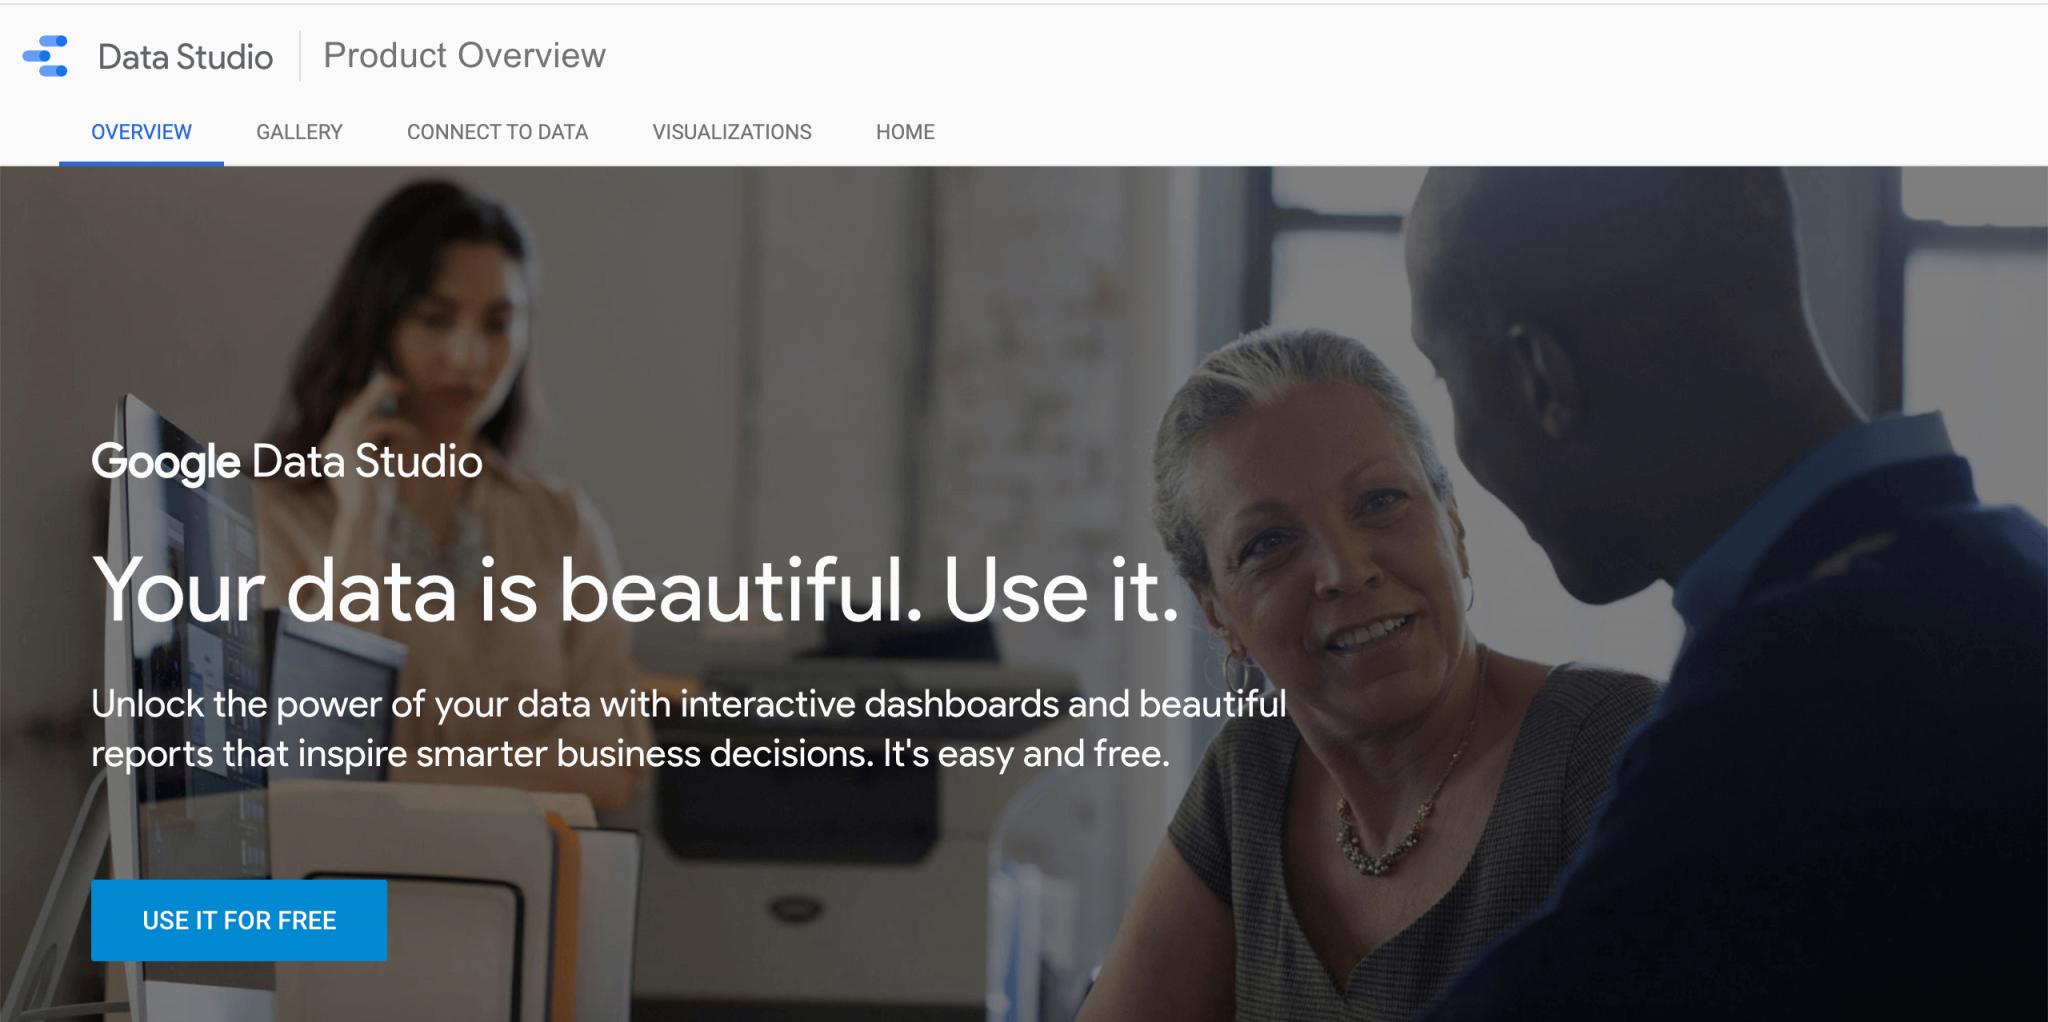 Data Studio
Product Overview
OVERVIEW
GALLERY
CONNECT TO DATA
VISUALIZATIONS
HOME
Google Data Studio
Your data is beautiful. Use it.
Unlock the power of your data with interactive dashboards and beautiful
reports that inspire smarter business decisions. It's easy and free.
USE IT FOR FREE